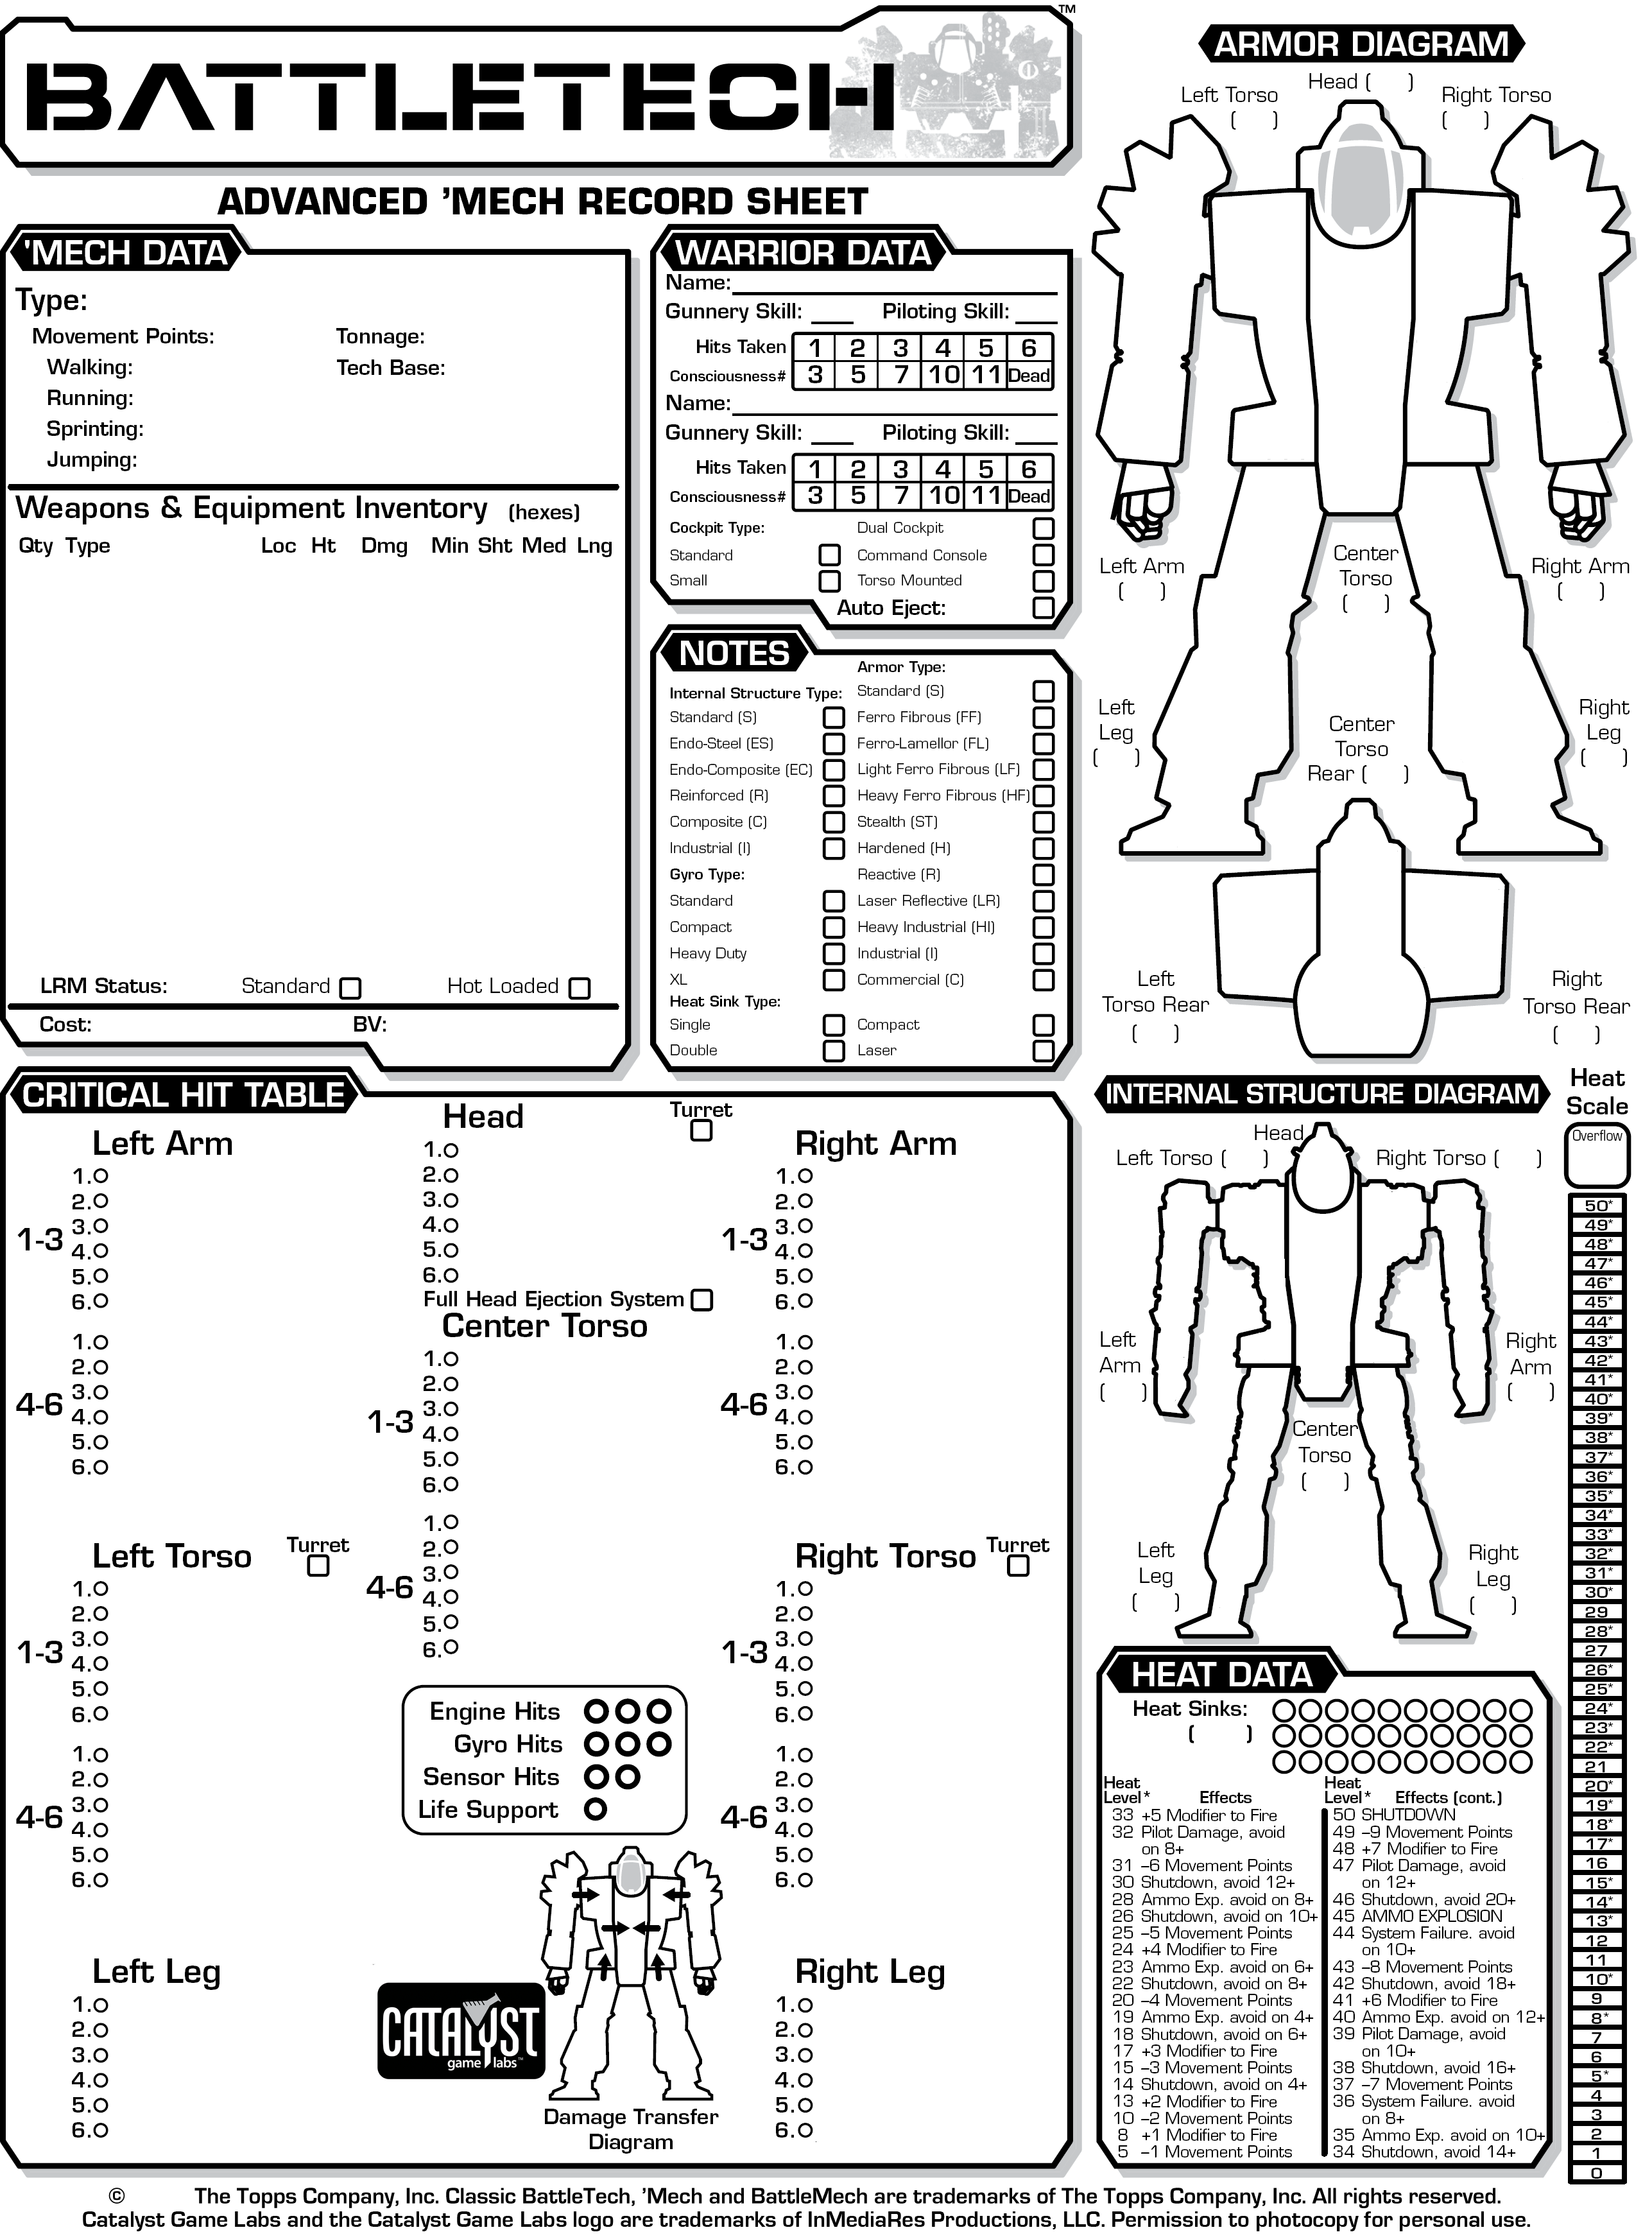 BATTLETECH™
ADVANCED ’MECH RECORD SHEET
’MECH DATA
Type:
Movement Points:
Tonnage:
Walking:
Tech Base:
Running:
Sprinting:
Jumping:
Weapons & Equipment Inventory (hexes)
Qty Type Loc Ht Dmg Min Sht Med Lng
LRM Status: Standard Hot Loaded
Cost: BV:
WARRIOR DATA
Name:
Gunnery Skill: Piloting Skill:
Hits Taken 1 2 3 4 5 6
Consciousness# 3 5 7 10 11 Dead
Name:
Gunnery Skill: Piloting Skill:
Hits Taken 1 2 3 4 5 6
Consciousness# 3 5 7 10 11 Dead
Cockpit Type: Dual Cockpit
Standard Command Console
Small Torso Mounted
Auto Eject:
NOTES
Armor Type:
Internal Structure Type: Standard (S)
Standard (S) Ferro Fibrous (FF)
Endo-Steel (ES) Ferro-Lamellor (FL)
Endo-Composite (EC) Light Ferro Fibrous (LF)
Reinforced (R) Heavy Ferro Fibrous (HF)
Composite (C) Stealth (ST)
Industrial (I) Hardened (H)
Gyro Type: Reactive (R)
Standard Laser Reflective (LR)
Compact Heavy Industrial (HI)
Heavy Duty Industrial (I)
XL Commercial (C)
Heat Sink Type:
Single Compact
Double Laser
ARMOR DIAGRAM
Head ( )
Left Torso
( )
Right Torso
( )
Left Arm
( )
Center
Torso
( )
Right Arm
( )
Left
Leg
( )
Center
Torso
Rear ( )
Right
Leg
( )
Left
Torso Rear
( )
Right
Torso Rear
( )
CRITICAL HIT TABLE
Left Arm
1-3
1.
2.
3.
4.
5.
6.
4-6
1.
2.
3.
4.
5.
6.
Left Torso
Turret
1-3
1.
2.
3.
4.
5.
6.
4-6
1.
2.
3.
4.
5.
6.
Left Leg
1.
2.
3.
4.
5.
6.
Head
Turret
1.
2.
3.
4.
5.
6.
Full Head Ejection System
Center Torso
1-3
1.
2.
3.
4.
5.
6.
4-6
1.
2.
3.
4.
5.
6.
Engine Hits
Gyro Hits
Sensor Hits
Life Support
CATALYST
game labs™
Damage Transfer
Diagram
Right Arm
1-3
1.
2.
3.
4.
5.
6.
4-6
1.
2.
3.
4.
5.
6.
Right Torso
Turret
1-3
1.
2.
3.
4.
5.
6.
4-6
1.
2.
3.
4.
5.
6.
Right Leg
1.
2.
3.
4.
5.
6.
INTERNAL STRUCTURE DIAGRAM
Head
Left Torso ( ) Right Torso ( )
Left
Arm
( )
Right
Arm
( )
Center
Torso
( )
Left
Leg
( )
Right
Leg
( )
HEAT DATA
Heat Sinks:
( )
Heat
Level* Effects
33 +5 Modifier to Fire
32 Pilot Damage, avoid
on 8+
31 –6 Movement Points
30 Shutdown, avoid 12+
28 Ammo Exp. avoid on 8+
26 Shutdown, avoid on 10+
25 –5 Movement Points
24 +4 Modifier to Fire
23 Ammo Exp. avoid on 6+
22 Shutdown, avoid on 8+
20 –4 Movement Points
19 Ammo Exp. avoid on 4+
18 Shutdown, avoid on 6+
17 +3 Modifier to Fire
15 –3 Movement Points
14 Shutdown, avoid on 4+
13 +2 Modifier to Fire
10 –2 Movement Points
8 +1 Modifier to Fire
5 –1 Movement Points
Heat
Level* Effects (cont.)
50 SHUTDOWN
49 –9 Movement Points
48 +7 Modifier to Fire
47 Pilot Damage, avoid
on 12+
46 Shutdown, avoid 20+
45 AMMO EXPLOSION
44 System Failure. avoid
on 10+
43 –8 Movement Points
42 Shutdown, avoid 18+
41 +6 Modifier to Fire
40 Ammo Exp. avoid on 12+
39 Pilot Damage, avoid
on 10+
38 Shutdown, avoid 16+
37 –7 Movement Points
36 System Failure. avoid
on 8+
35 Ammo Exp. avoid on 10+
34 Shutdown, avoid 14+
Heat
Scale
Overflow
50*
49*
48*
47*
46*
45*
44*
43*
42*
41*
40*
39*
38*
37*
36*
35*
34*
33*
32*
31*
30*
29
28*
27
26*
25*
24*
23*
22*
21
20*
19*
18*
17*
16
15*
14*
13*
12
11
10*
9
8*
7
6
5*
4
3
2
1
0
© The Topps Company, Inc. Classic BattleTech, ’Mech and BattleMech are trademarks of The Topps Company, Inc. All rights reserved.
Catalyst Game Labs and the Catalyst Game Labs logo are trademarks of InMediaRes Productions, LLC. Permission to photocopy for personal use.